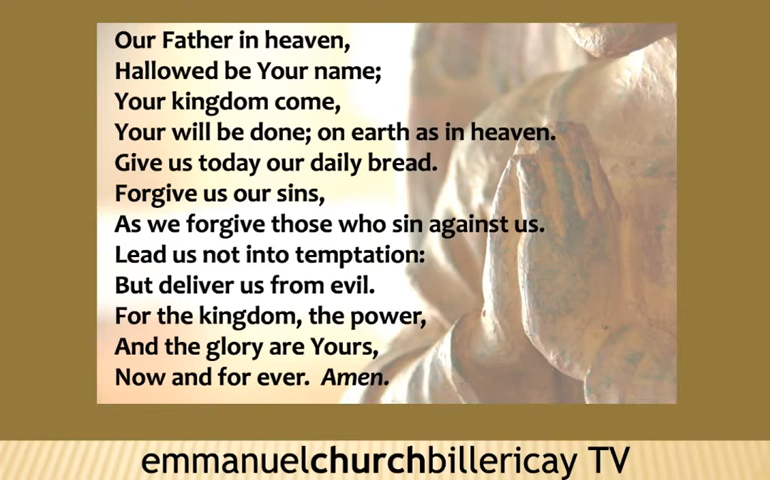 Our Father in heaven,
Hallowed be Your name;
Your kingdom come,
Your will be done; on earth as in heaven.
Give us today our daily bread.
Forgive us our sins,
As we forgive those who sin against us.
Lead us not into temptation:
But deliver us from evil.
For the kingdom, the power,
And the glory are Yours,
Now and for ever.  Amen.
emmanuelchurchbillericay TV